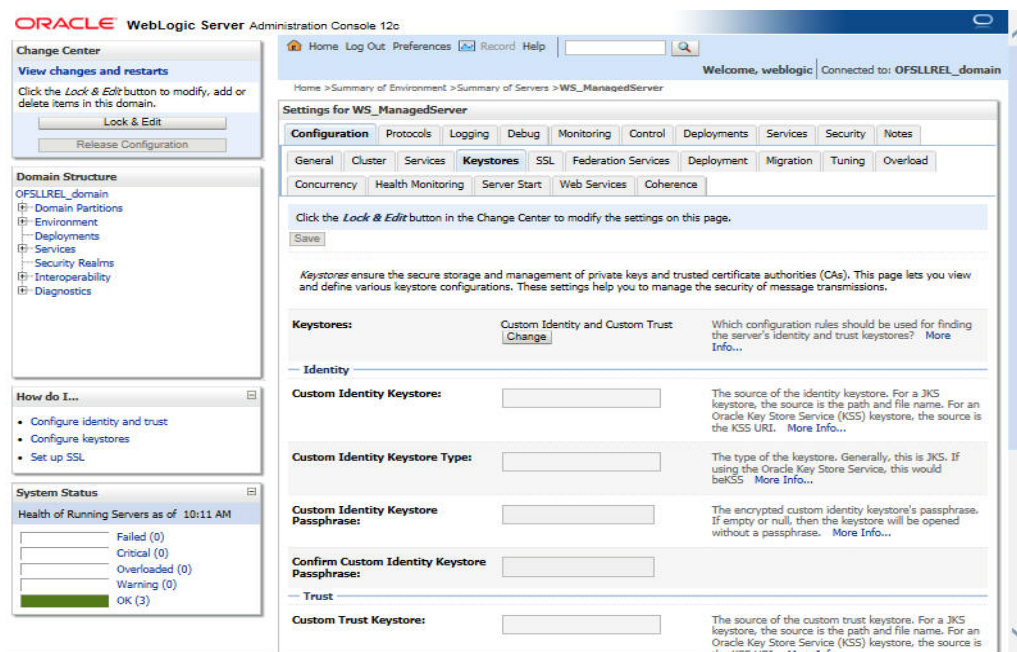 ORACLE WebLogic Server Administration Console 12c
Change Center
View changes and restarts
Click the Lock & Edit button to modify, add or
delete items in this domain.
Lock & Edit
Release Configuration
Domain Structure
OFSLLREL_domain
Domain Partitions
Environment
Deployments
Services
Security Realms
Interoperability
Diagnostics
How do I...
Configure identity and trust
Configure keystores
Set up SSL
System Status
Health of Running Servers as of 10:11 AM
Failed (0)
Critical (0)
Overloaded (0)
Warning (0)
OK (3)
Home Log Out Preferences Record Help
Welcome, weblogic Connected to: OFSLLREL_domain
Home >Summary of Environment >Summary of Servers >WS_ManagedServer
Settings for WS_ManagedServer
Configuration Protocols Logging Debug Monitoring Control Deployments Services Security Notes
General Cluster Services Keystores SSL Federation Services Deployment Migration Tuning Overload
Concurrency Health Monitoring Server Start Web Services Coherence
Click the Lock & Edit button in the Change Center to modify the settings on this page.
Save
Keystores ensure the secure storage and management of private keys and trusted certificate authorities (CAs). This page lets you view
and define various keystore configurations. These settings help you to manage the security of message transmissions.
Keystores:
Custom Identity and Custom Trust
Change
Which configuration rules should be used for finding
the server's identity and trust keystores? More
Info...
Identity
Custom Identity Keystore:
The source of the identity keystore. For a JKS
keystore, the source is the path and file name. For an
Oracle Key Store Service (KSS) keystore, the source is
the KSS URI. More Info...
Custom Identity Keystore Type:
The type of the keystore. Generally, this is JKS. If
using the Oracle Key Store Service, this would
beKSS More Info...
Custom Identity Keystore
Passphrase:
The encrypted custom identity keystore's passphrase.
If empty or null, then the keystore will be opened
without a passphrase. More Info...
Confirm Custom Identity Keystore
Passphrase:
Trust
Custom Trust Keystore:
The source of the custom trust keystore. For a JKS
keystore, the source is the path and file name. For an
Oracle Key Store Service (KSS) keystore, the source is